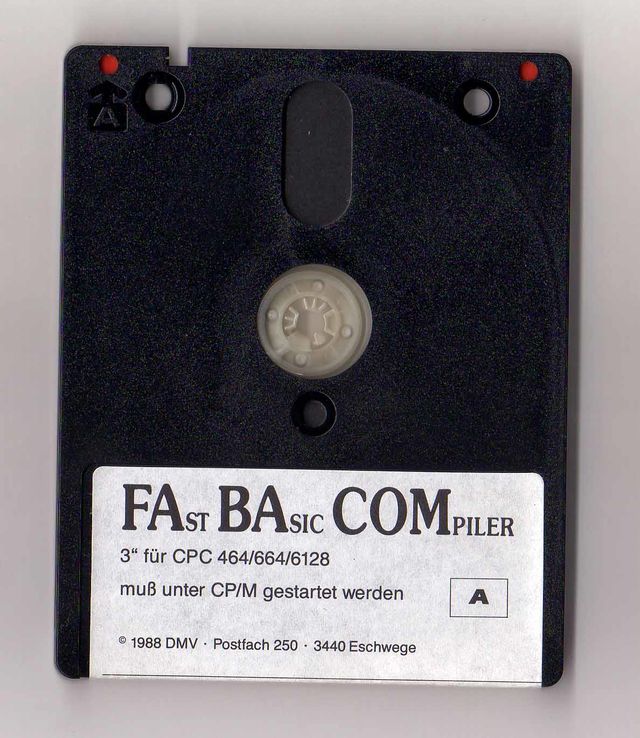 A
FAST BASIC COMPILER
3“ für CPC 464/664/6128
muß unter CP/M gestartet werden
A
© 1988 DMV · Postfach 250 · 3440 Eschwege